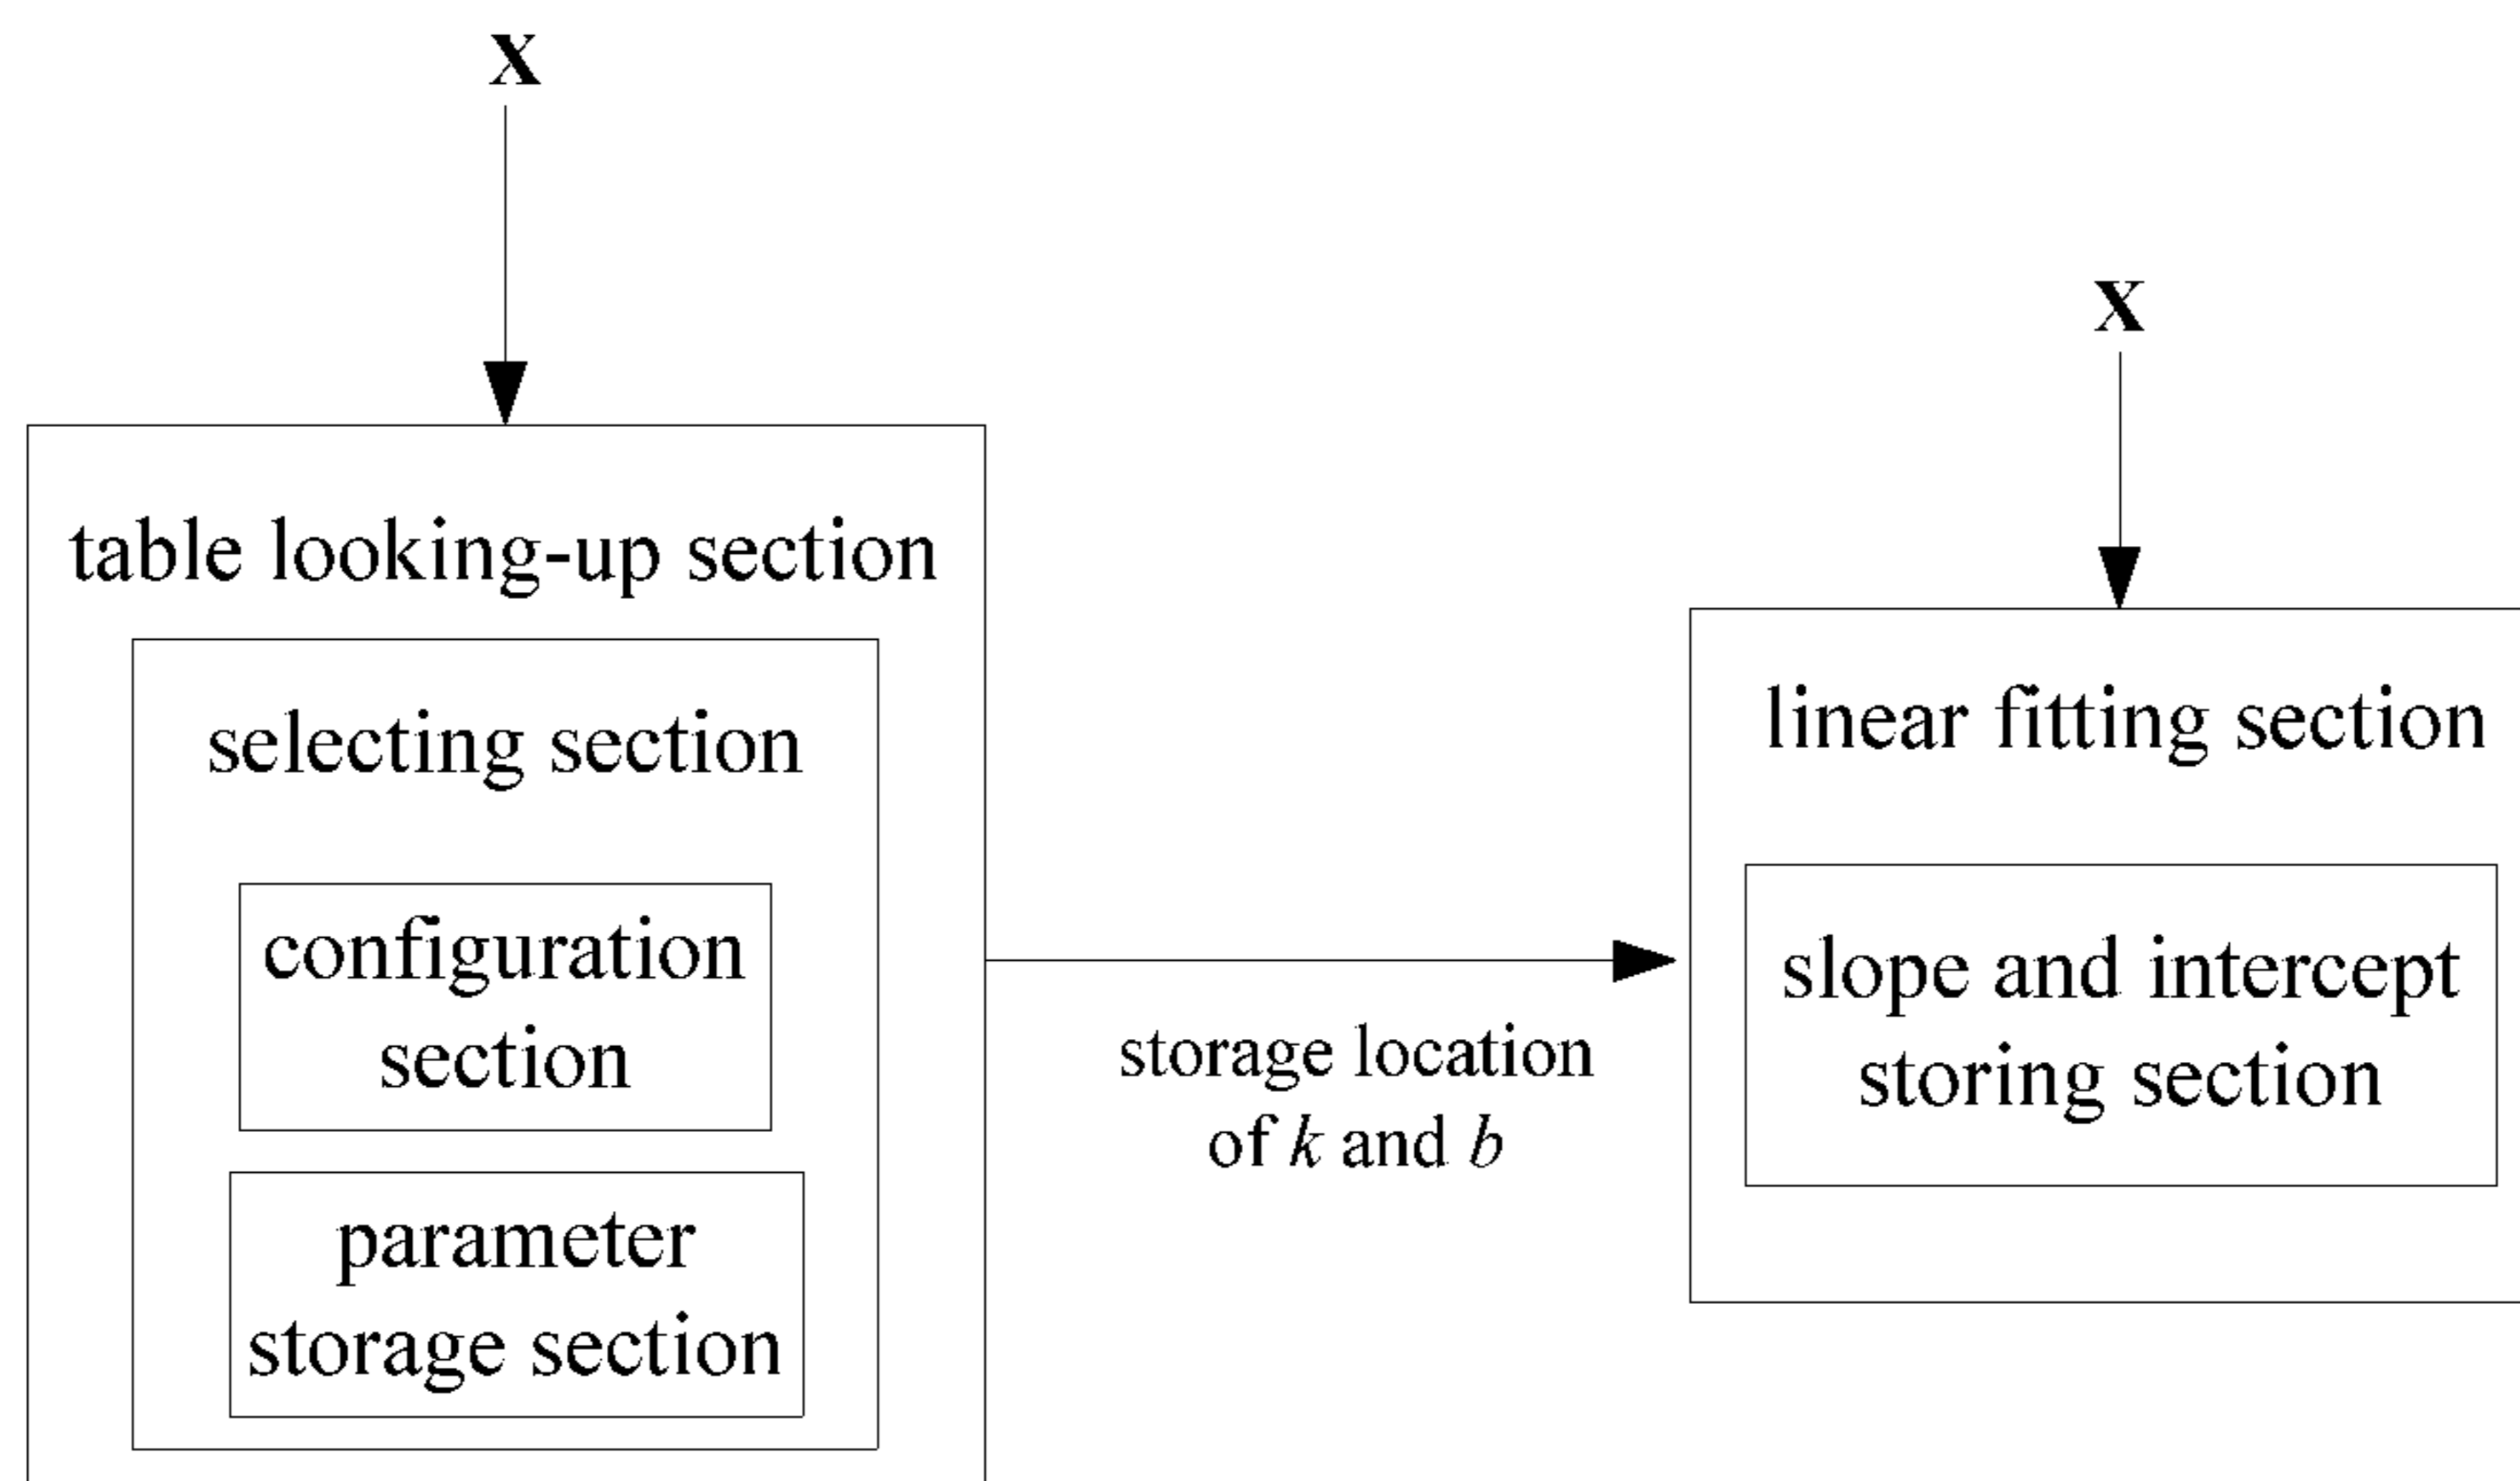 x
table looking-up section
selecting section
configuration
section
parameter
storage section
storage location
of k and b
x
linear fitting section
slope and intercept
storing section